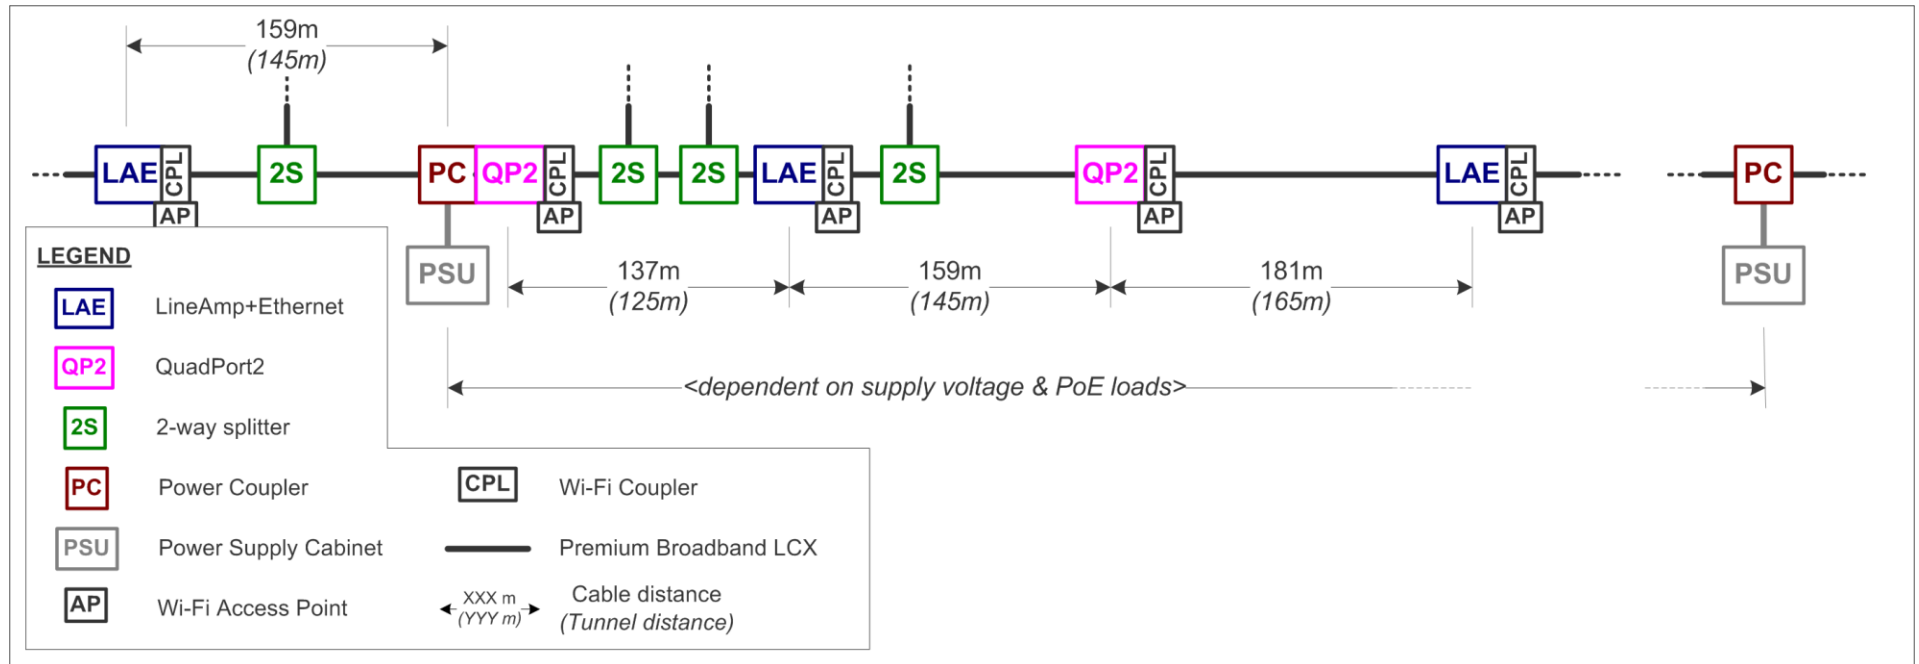 159m
(145m)
LAE
CPL
AP
2S
PC
QP2
CPL
AP
2S
2S
LAE
CPL
AP
2S
QP2
CPL
AP
LAE
CPL
AP
PC
PSU
PSU
137m
(125m)
159m
(145m)
181m
(165m)
<dependent on supply voltage & PoE loads>
LEGEND
LAE LineAmp+Ethernet
QP2 QuadPort2
2S 2-way splitter
PC Power Coupler
PSU Power Supply Cabinet
AP Wi-Fi Access Point
CPL Wi-Fi Coupler
Premium Broadband LCX
XXX m
(YYY m)
Cable distance
(Tunnel distance)